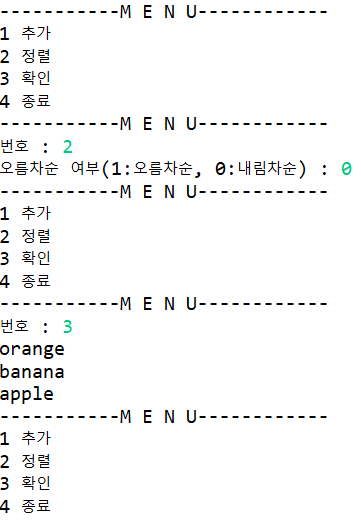 -----------M E N U------------
1 추가
2 정렬
3 확인
4 종료
-----------M E N U------------
번호 : 2
오름차순 여부(1:오름차순, 0:내림차순) : 0
-----------M E N U------------
1 추가
2 정렬
3 확인
4 종료
-----------M E N U------------
번호 : 3
orange
banana
apple
-----------M E N U------------
1 추가
2 정렬
3 확인
4 종료